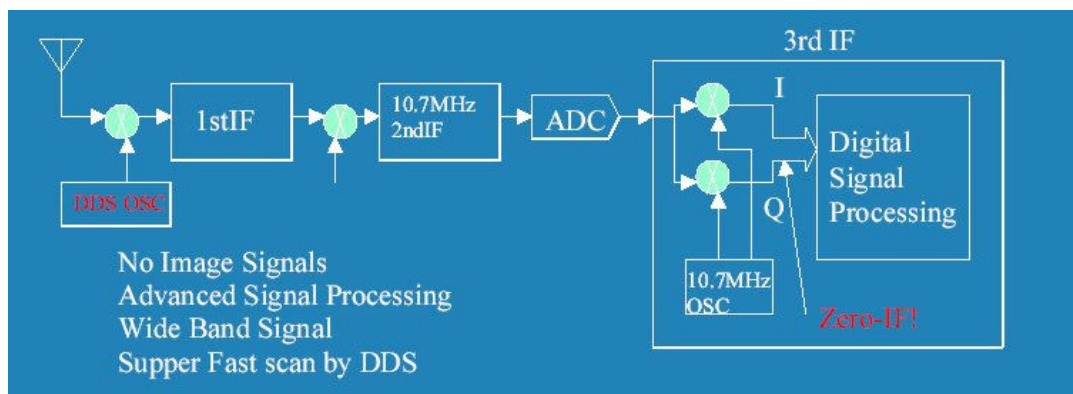 3rd IF
1stIF
10.7MHz
2ndIF
ADC
I
Q
Digital
Signal
Processing
DDS OSC
10.7MHz
OSC
Zero-IF!
No Image Signals
Advanced Signal Processing
Wide Band Signal
Supper Fast scan by DDS